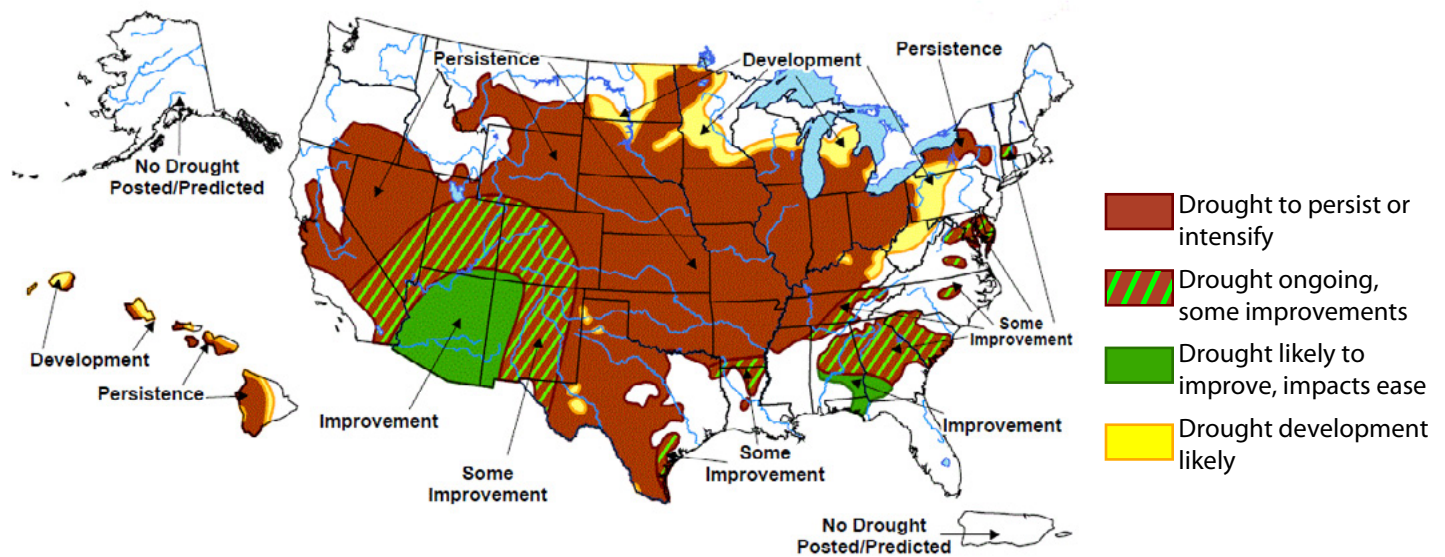 Persistence
Development
Persistence
No Drought
Posted/Predicted
Development
Persistence
Improvement
Some
Improvement
Some
Improvement
Some
Improvement
Improvement
No Drought
Posted/Predicted
Drought to persist or
intensify
Drought ongoing,
some improvements
Drought likely to
improve, impacts ease
Drought development
likely